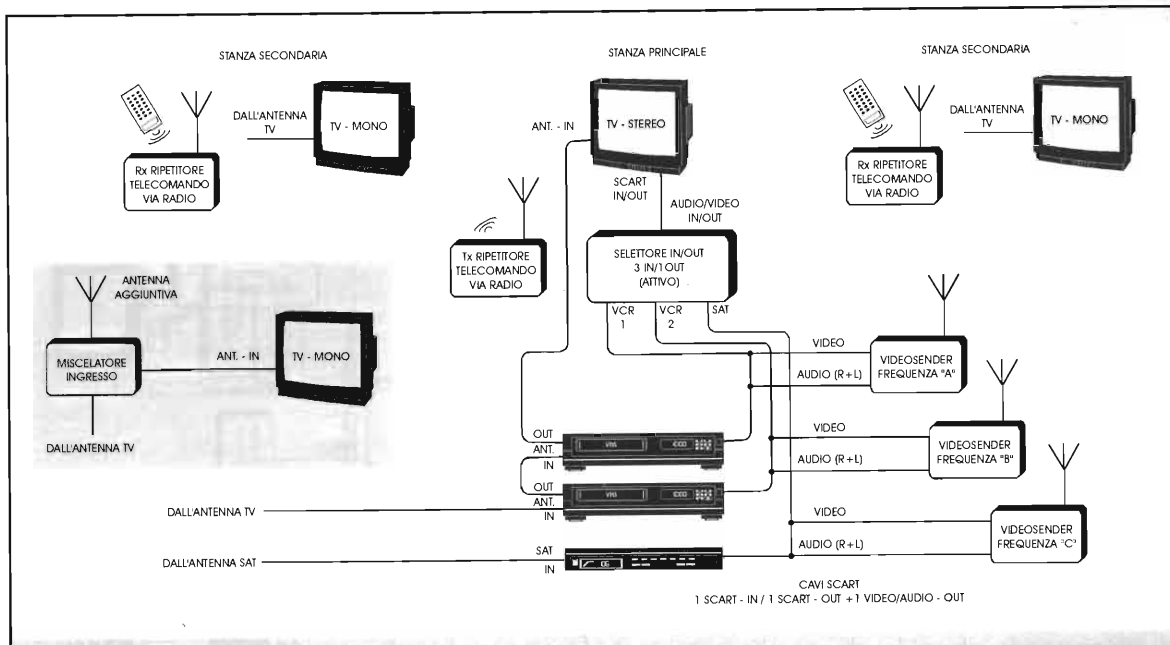 STANZA SECONDARIA
DALL'ANTENNA
TV
TV - MONO
Rx RIPETITORE
TELECOMANDO
VIA RADIO
STANZA PRINCIPALE
ANT. - IN
TV - STEREO
SCART
IN/OUT
AUDIO/VIDEO
IN/OUT
Tx RIPETITORE
TELECOMANDO
VIA RADIO
SELETTORE IN/OUT
3 IN/1 OUT
(ATTIVO)
VCR
1
VCR
2
SAT
STANZA SECONDARIA
DALL'ANTENNA
TV
TV - MONO
Rx RIPETITORE
TELECOMANDO
VIA RADIO
ANTENNA
AGGIUNTIVA
MISCELATORE
INGRESSO
ANT. - IN
TV - MONO
DALL'ANTENNA TV
VIDEO
AUDIO (R+L)
VIDEOSENDER
FREQUENZA "A"
VIDEO
AUDIO (R+L)
VIDEOSENDER
FREQUENZA "B"
VIDEO
AUDIO (R+L)
VIDEOSENDER
FREQUENZA "C"
OUT
ANT.
IN
VHS
OUT
ANT.
IN
VHS
DALL'ANTENNA TV
DALL'ANTENNA SAT
SAT
IN
CAVI SCART
1 SCART - IN / 1 SCART - OUT + 1 VIDEO/AUDIO - OUT